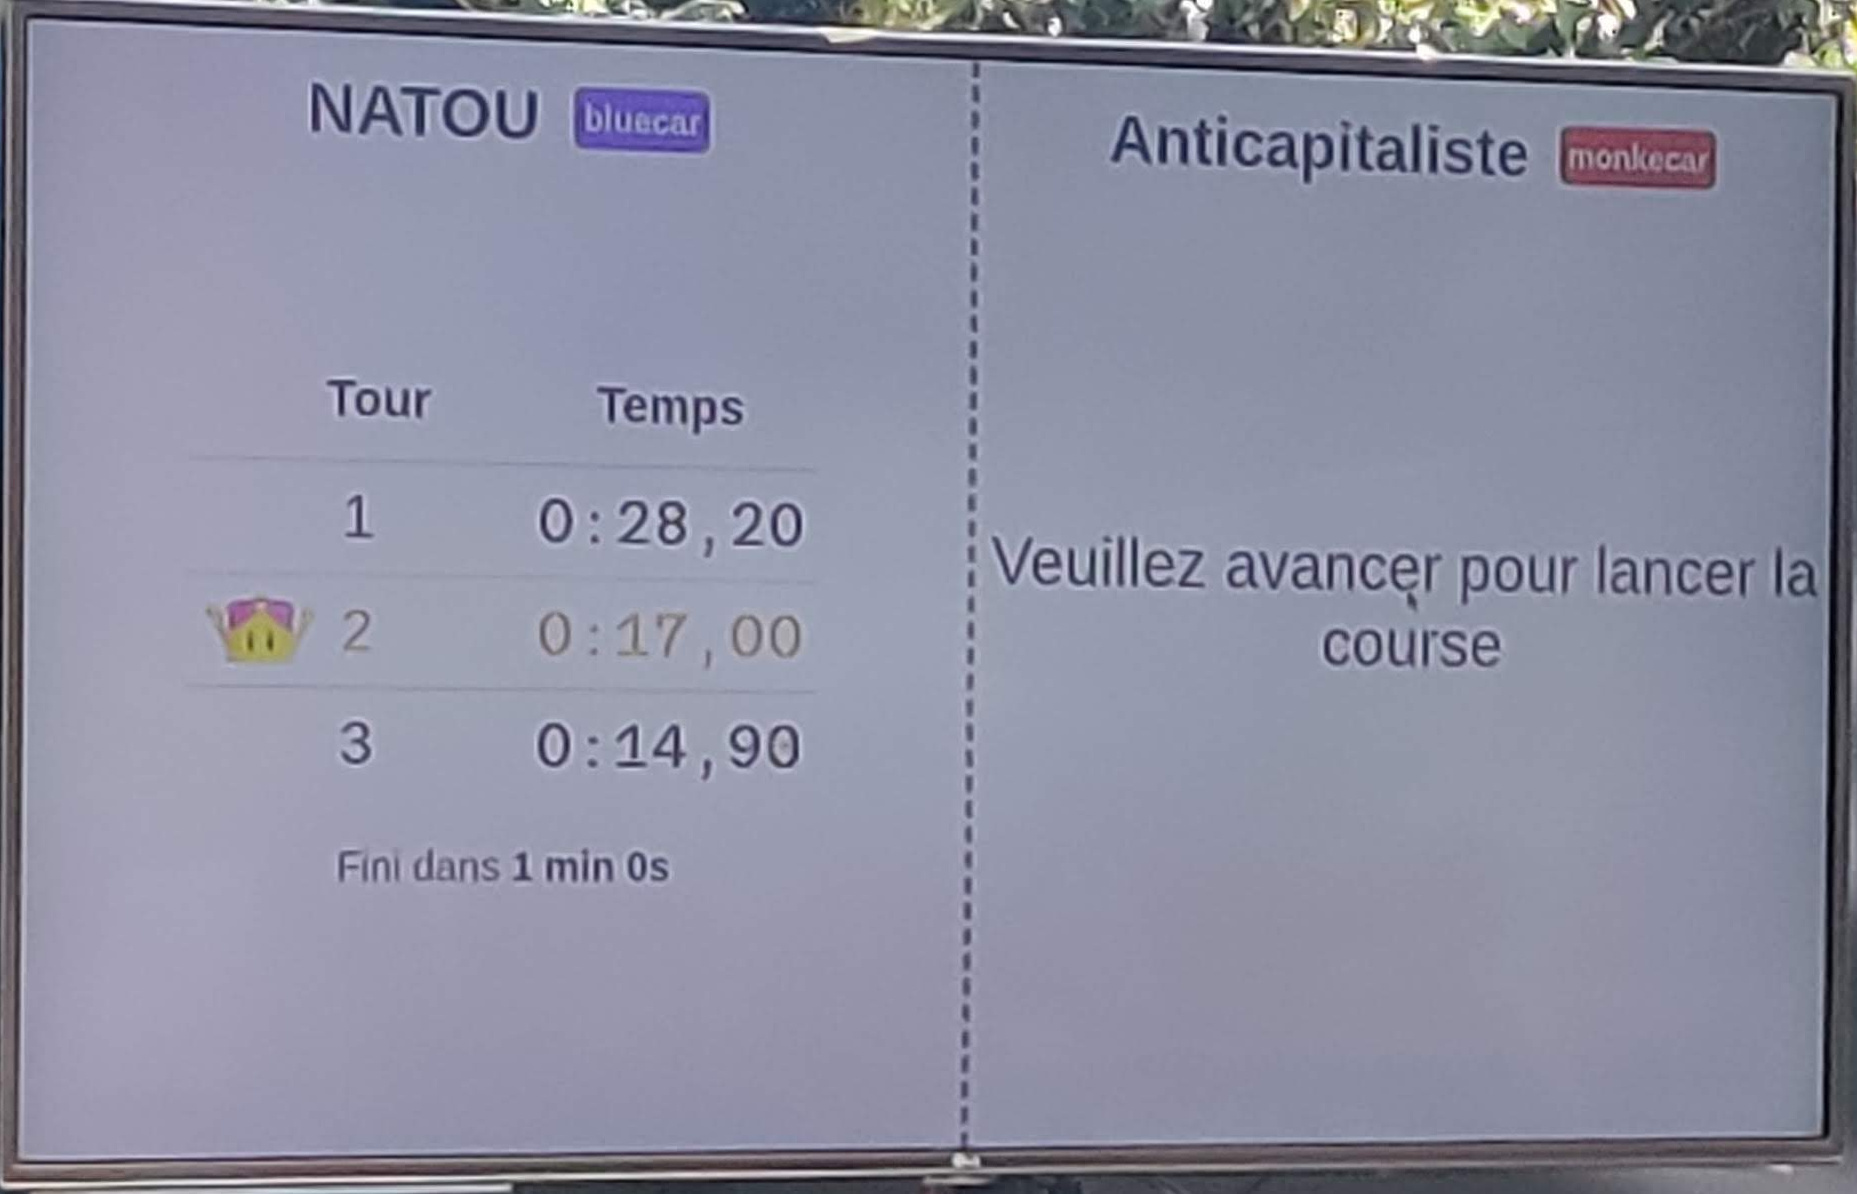 NATOU bluecar
Tour Temps
1 0:28,20
2 0:17,00
3 0:14,90
Fini dans 1 min 0s
Anticapitaliste monkecar
Veuillez avancer pour lancer la
course